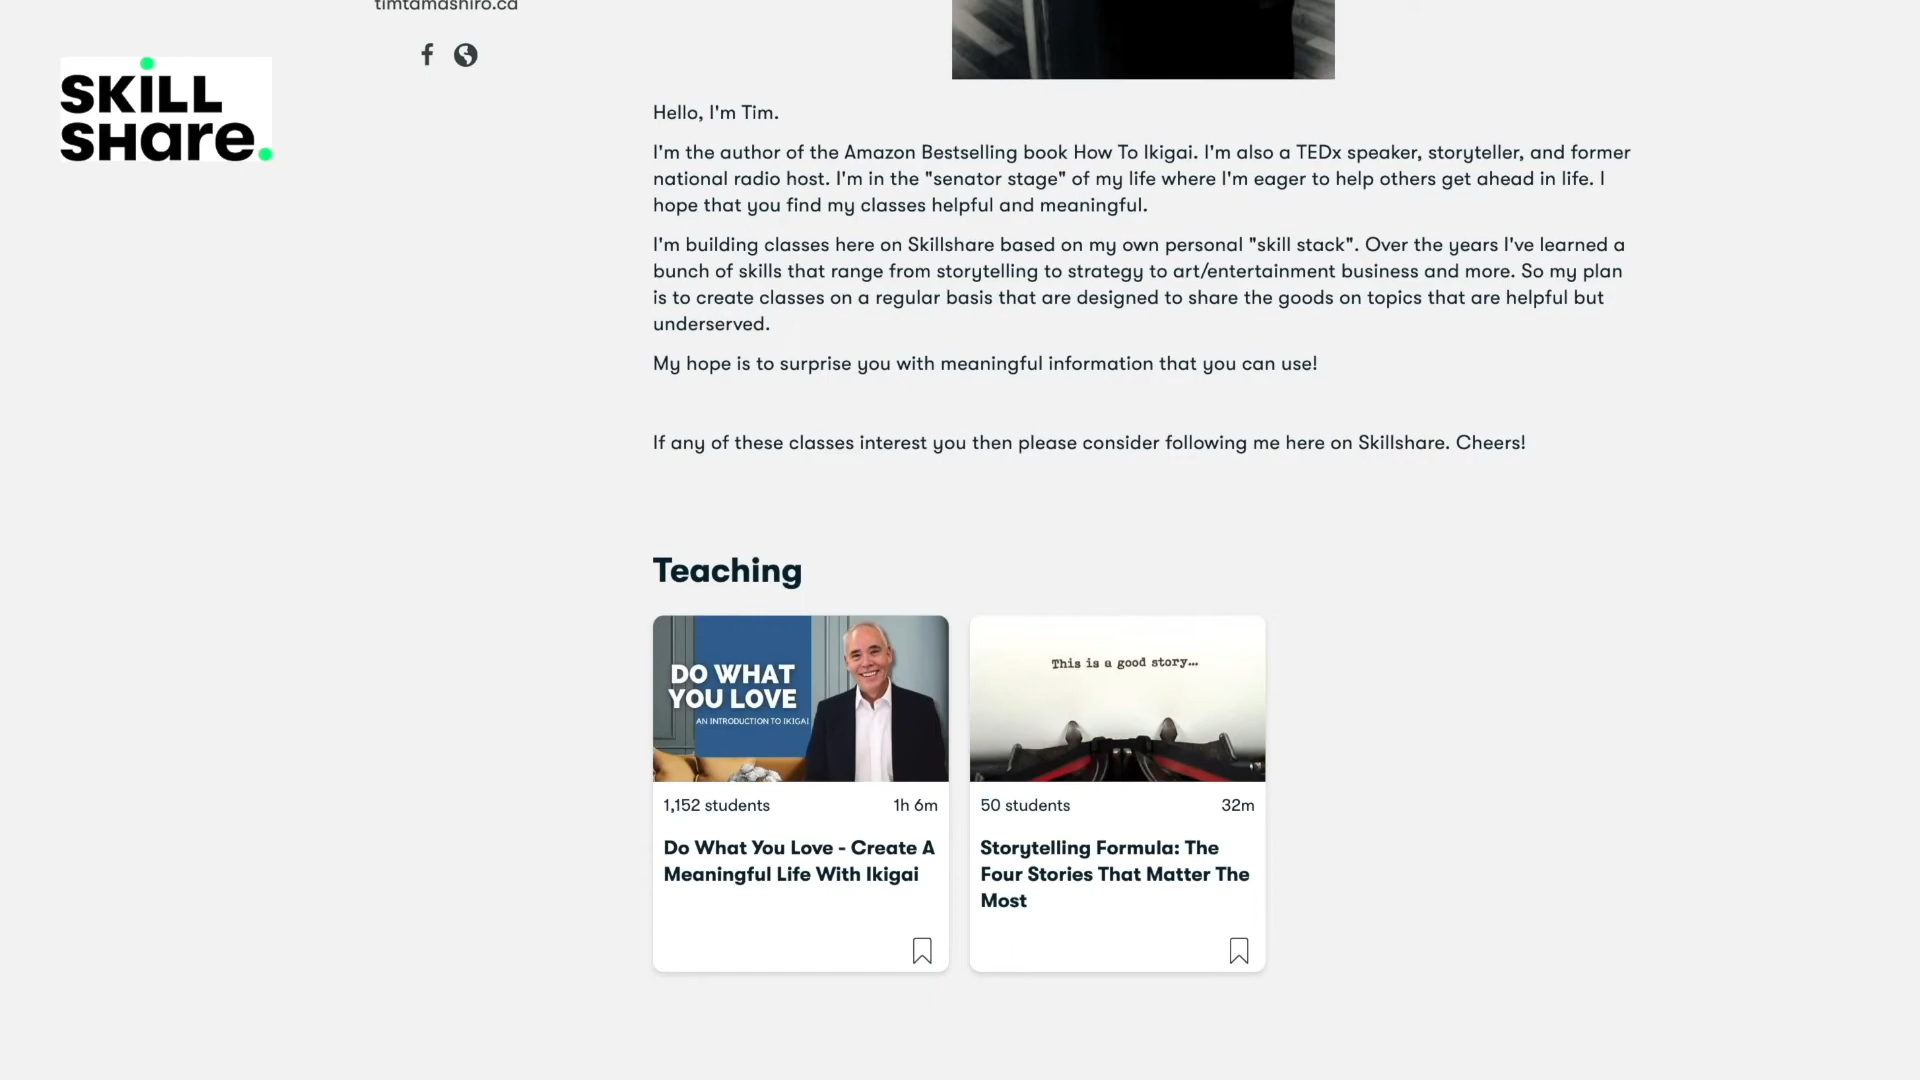 timtamashiro.ca
SKiLL
SHare.
Hello, I'm Tim.
I'm the author of the Amazon Bestselling book How To Ikigai. I'm also a TEDx speaker, storyteller, and former
national radio host. I'm in the "senator stage" of my life where I'm eager to help others get ahead in life. I
hope that you find my classes helpful and meaningful.
I'm building classes here on Skillshare based on my own personal "skill stack". Over the years I've learned a
bunch of skills that range from storytelling to strategy to art/entertainment business and more. So my plan
is to create classes on a regular basis that are designed to share the goods on topics that are helpful but
underserved.
My hope is to surprise you with meaningful information that you can use!
If any of these classes interest you then please consider following me here on Skillshare. Cheers!
Teaching
DO WHAT
YOU LOVE
AN INTRODUCTION TO IKIGAI
1,152 students
1h 6m
Do What You Love - Create A
Meaningful Life With Ikigai
This is a good story...
50 students
32m
Storytelling Formula: The
Four Stories That Matter The
Most